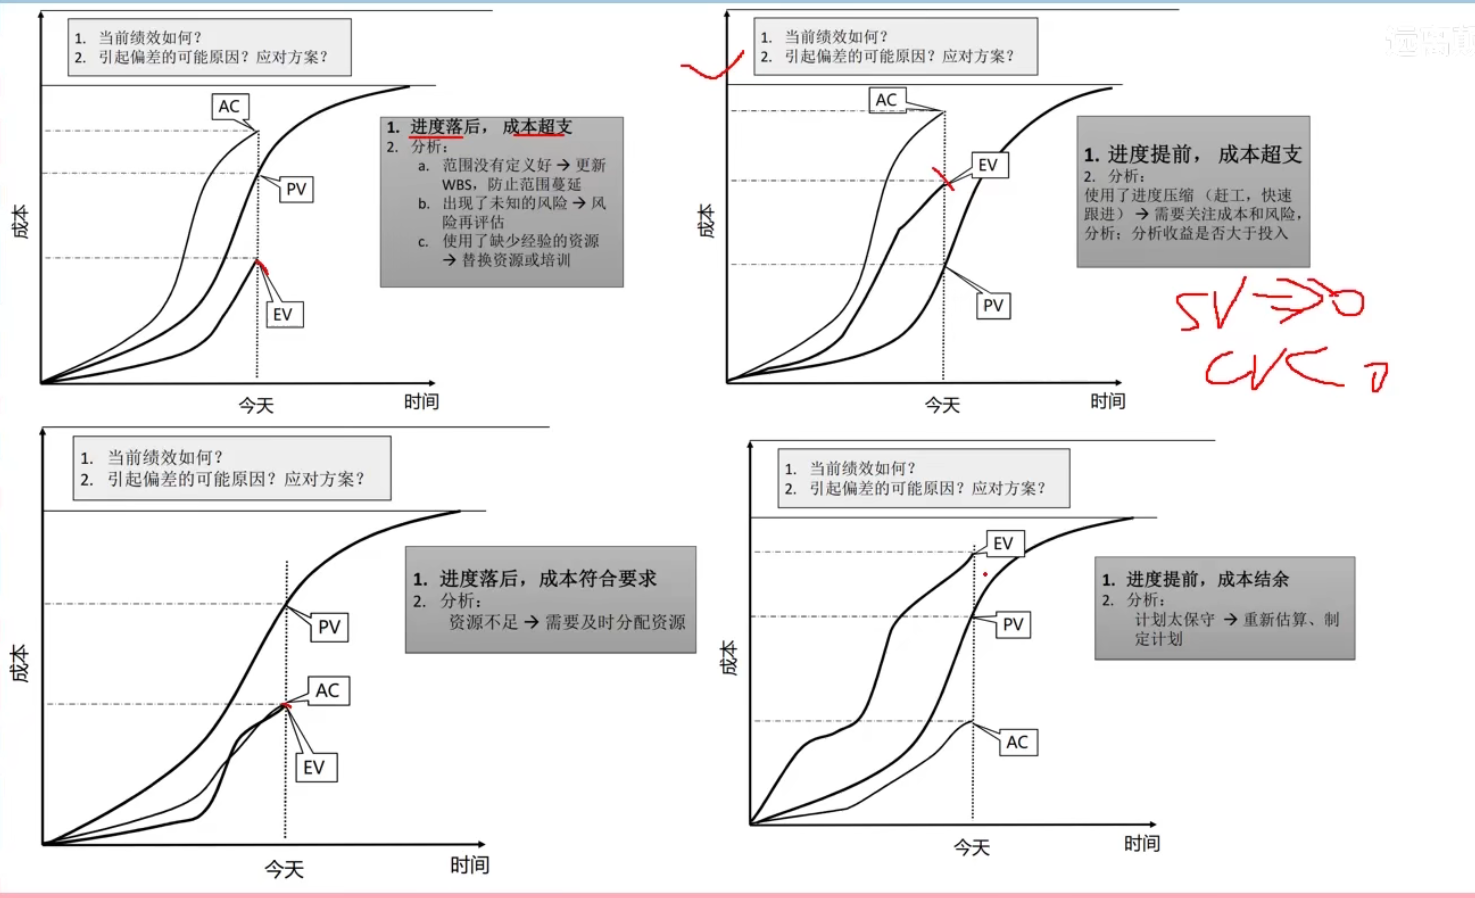 1. 当前绩效如何?
2. 引起偏差的可能原因? 应对方案?
AC
PV
EV
成本
今天
时间
1. 进度落后, 成本超支
2. 分析:
a. 范围没有定义好 → 更新
WBS, 防止范围蔓延
b. 出现了未知的风险 → 风
险再评估
c. 使用了缺少经验的资源
→ 替换资源或培训
1. 当前绩效如何?
2. 引起偏差的可能原因? 应对方案?
AC
EV
PV
成本
今天
时间
1. 进度提前, 成本超支
2. 分析:
使用了进度压缩 (赶工, 快速
跟进) → 需要关注成本和风险,
分析: 分析收益是否大于投入
CV< 0
1. 当前绩效如何?
2. 引起偏差的可能原因? 应对方案?
PV
AC
EV
成本
今天
时间
1. 进度落后, 成本符合要求
2. 分析:
资源不足 → 需要及时分配资源
1. 当前绩效如何?
2. 引起偏差的可能原因? 应对方案?
EV
PV
AC
成本
今天
时间
1. 进度提前, 成本结余
2. 分析:
计划太保守 → 重新估算、制
定计划